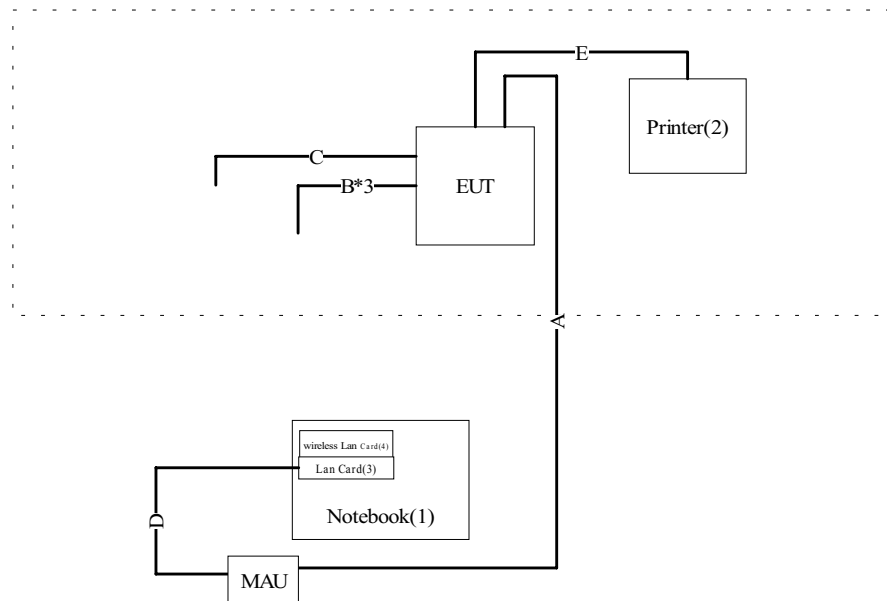 E
Printer(2)
C
B*3
EUT
A
wireless Lan Card(4)
Lan Card(3)
D
Notebook(1)
MAU